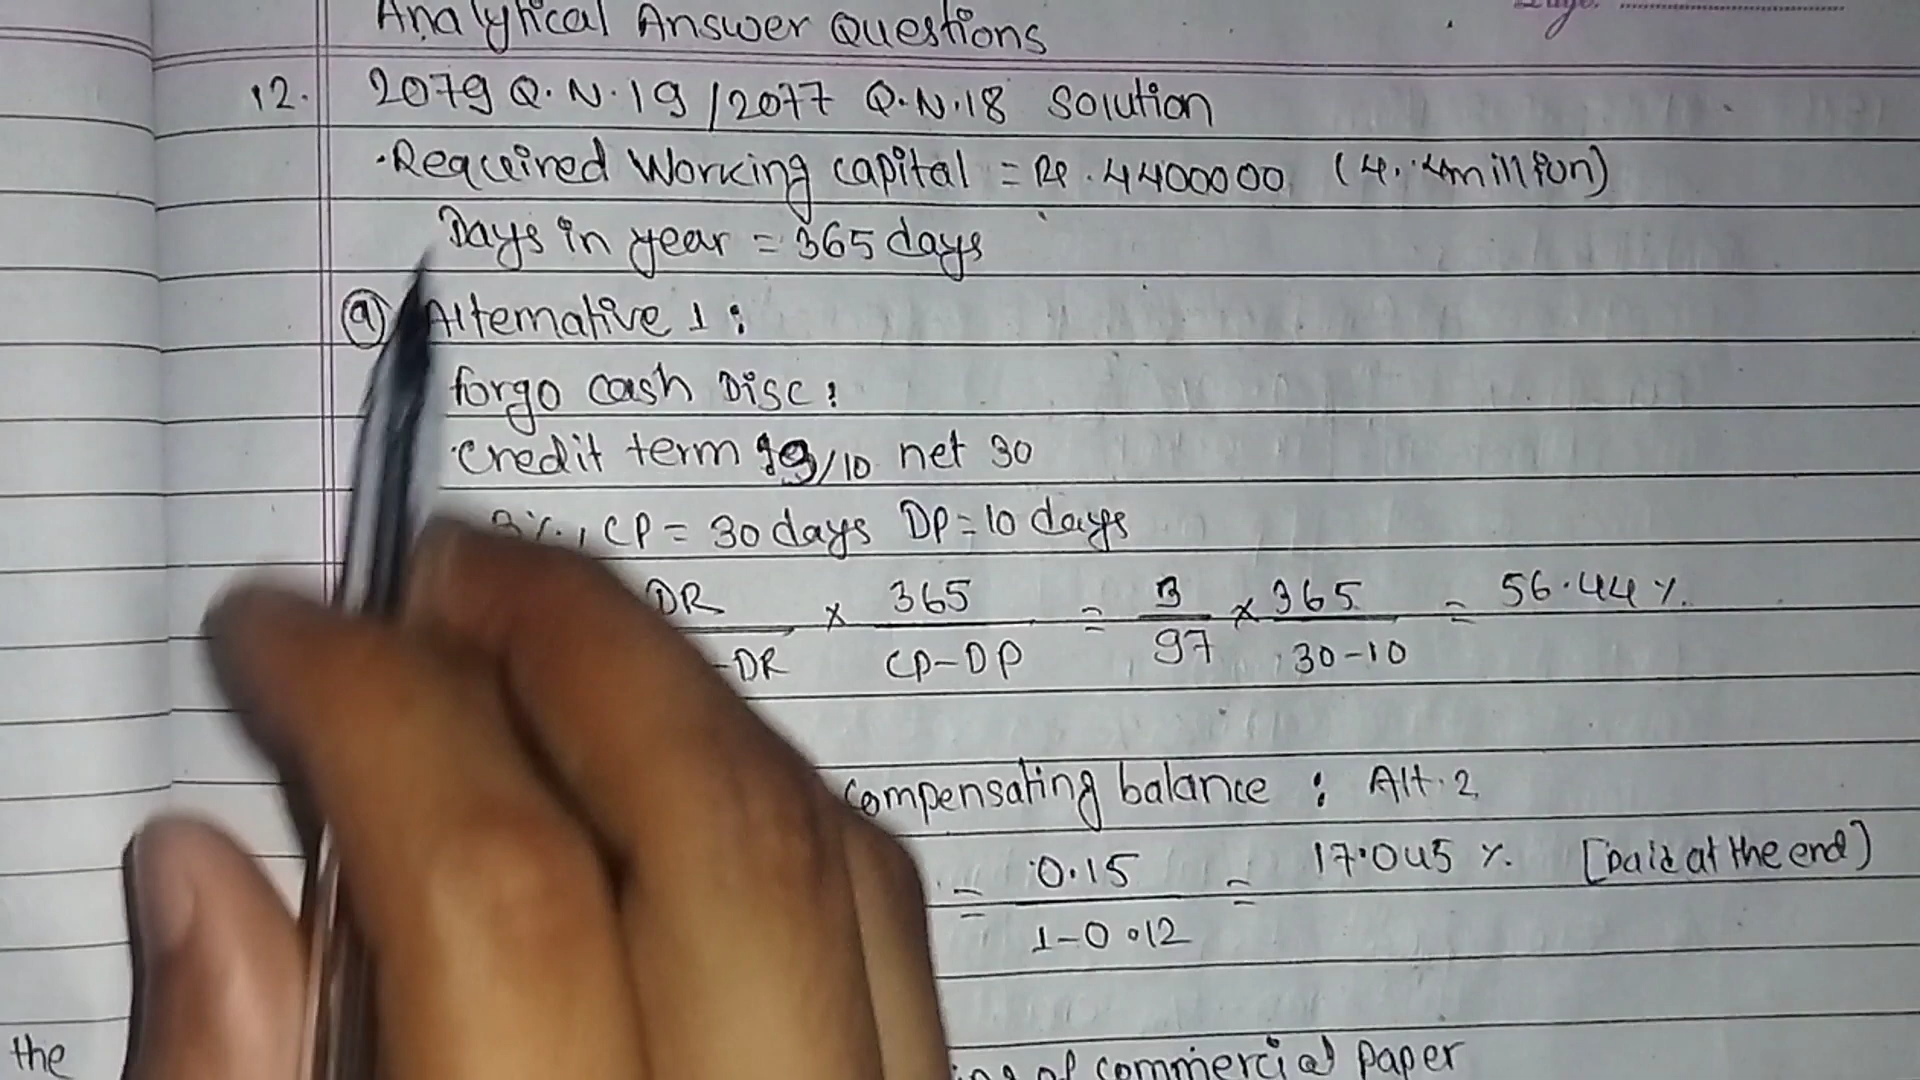 Analytical Answer Questions
12. 2079 Q.N.19 /2077 Q.N.18 Solution
Required Working capital = Rs. 4400000 (4.4million)
Days in year = 365 days
(a) Alternative 1 :
forgo cash Disc :
Credit term 3/10 net 30
3%, CP = 30 days DP = 10 days
DR × 365 = 3 × 365 = 56.44 %.
-DR CP-DP 97 30-10
Compensating balance : Alt. 2
= 0.15 = 17.045 %. [paid at the end]
1-0.12
of commercial paper
the